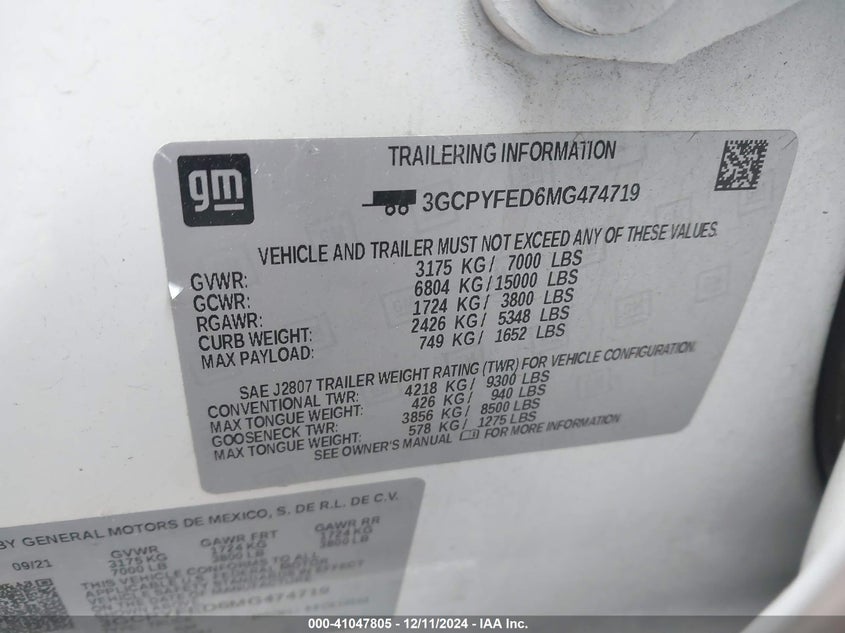 gm
TRAILERING INFORMATION
3GCPYFED6MG474719
VEHICLE AND TRAILER MUST NOT EXCEED ANY OF THESE VALUES.
GVWR: 3175 KG / 7000 LBS
GCWR: 6804 KG / 15000 LBS
RGAWR: 1724 KG / 3800 LBS
CURB WEIGHT: 2426 KG / 5348 LBS
MAX PAYLOAD: 749 KG / 1652 LBS
SAE J2807 TRAILER WEIGHT RATING (TWR) FOR VEHICLE CONFIGURATION.
CONVENTIONAL TWR: 4218 KG / 9300 LBS
MAX TONGUE WEIGHT: 426 KG / 940 LBS
GOOSENECK TWR: 3856 KG / 8500 LBS
MAX TONGUE WEIGHT: 578 KG / 1275 LBS
SEE OWNER'S MANUAL FOR MORE INFORMATION
BY GENERAL MOTORS DE MEXICO, S. DE R.L. DE C.V.
09/21 GVWR GAWR FRT GAWR RR
3175 KG 1724 KG 1724 KG
7000 LB 3800 LB 3800 LB
THIS VEHICLE CONFORMS TO ALL
3GCPYFED6MG474719
000-41047805 - 12/11/2024 - IAA Inc.